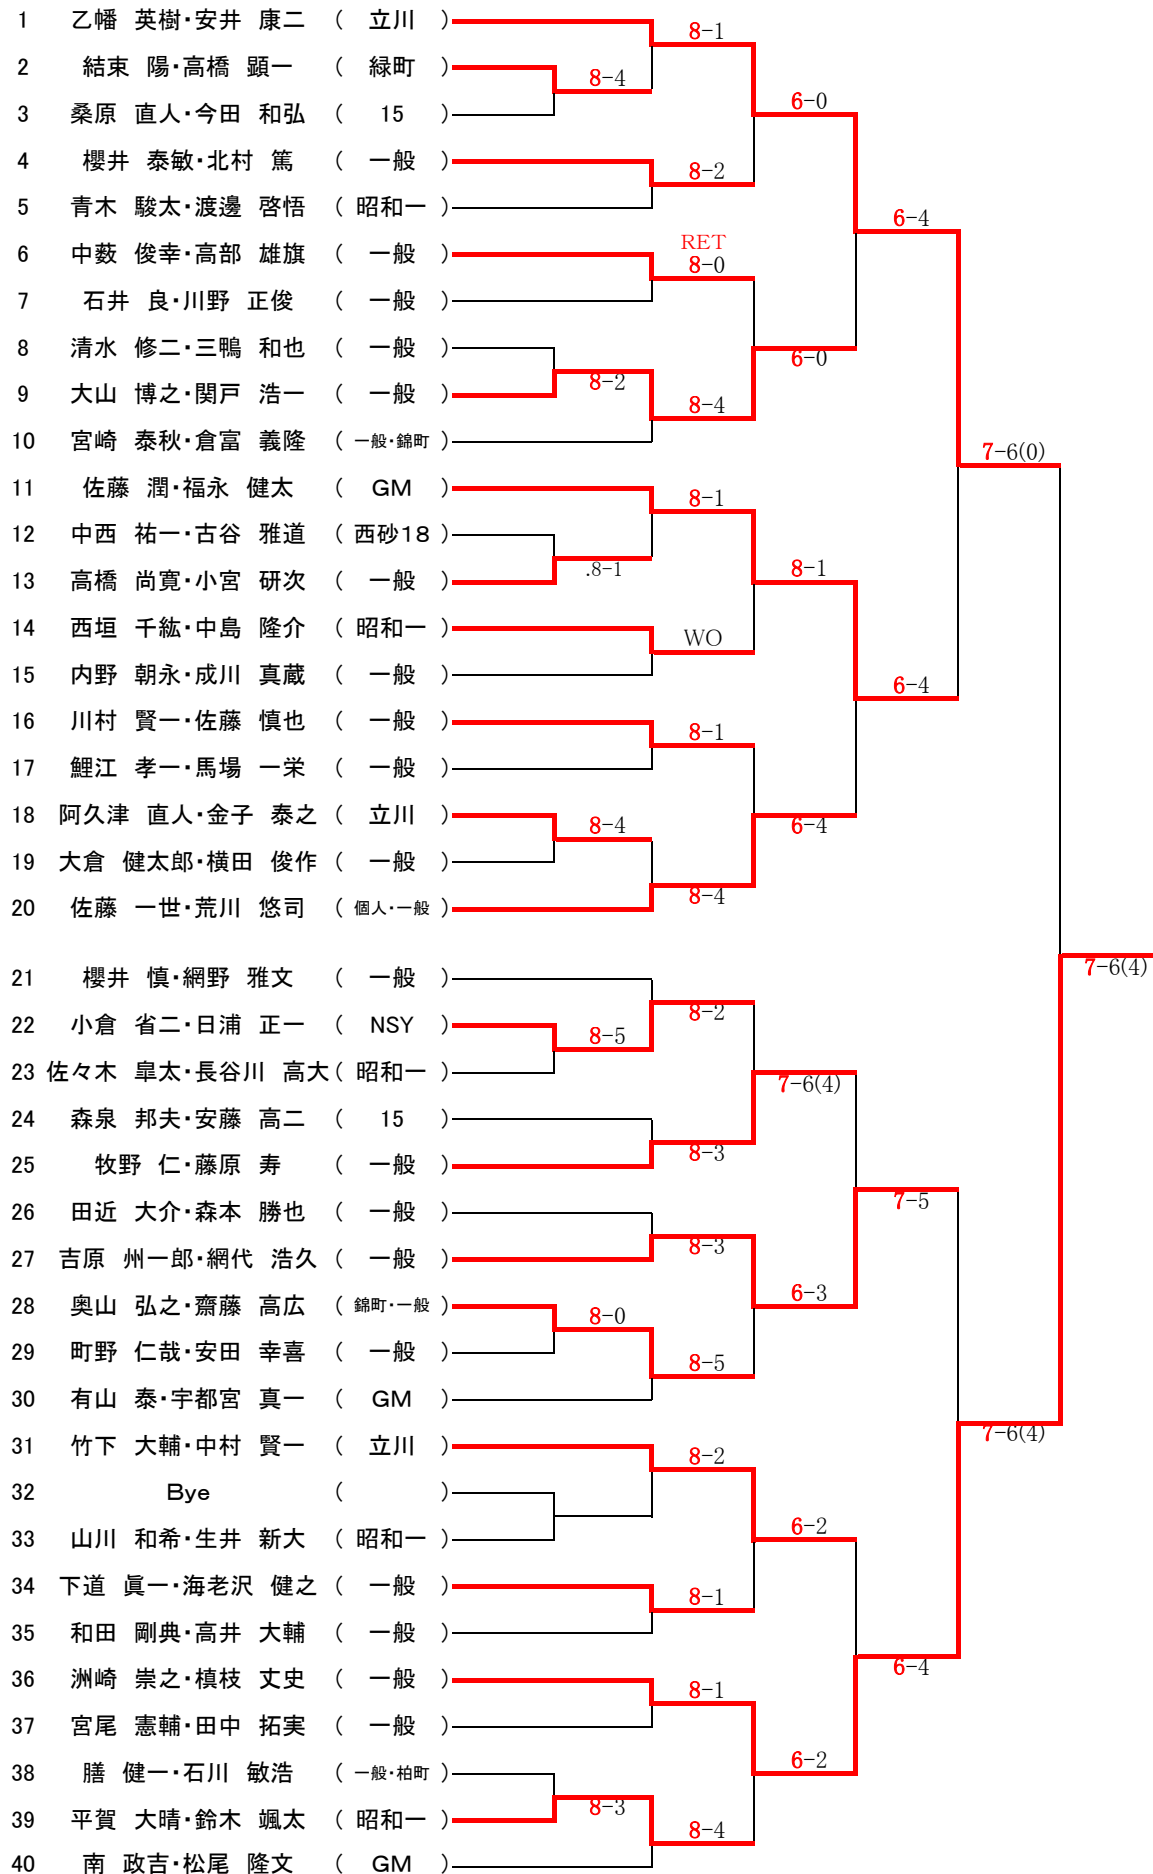 1 乙幡 英樹・安井 康二 ( 立川 )
8-1
2 結束 陽・高橋 顕一 ( 緑町 )
8-4
3 桑原 直人・今田 和弘 ( 15 )
6-0
4 櫻井 泰敏・北村 篤 ( 一般 )
8-2
5 青木 駿太・渡邊 啓悟 ( 昭和一 )
6-4
6 中薮 俊幸・高部 雄旗 ( 一般 )
RET
8-0
7 石井 良・川野 正俊 ( 一般 )
8 清水 修二・三鴨 和也 ( 一般 )
6-0
8-2
9 大山 博之・関戸 浩一 ( 一般 )
8-4
10 宮崎 泰秋・倉富 義隆 ( 一般・錦町 )
7-6(0)
11 佐藤 潤・福永 健太 ( GM )
8-1
12 中西 祐一・古谷 雅道 ( 西砂18 )
.8-1
8-1
13 高橋 尚寛・小宮 研次 ( 一般 )
14 西垣 千紘・中島 隆介 ( 昭和一 )
WO
15 内野 朝永・成川 真蔵 ( 一般 )
6-4
16 川村 賢一・佐藤 慎也 ( 一般 )
8-1
17 鯉江 孝一・馬場 一栄 ( 一般 )
18 阿久津 直人・金子 泰之 ( 立川 )
8-4
6-4
19 大倉 健太郎・横田 俊作 ( 一般 )
8-4
20 佐藤 一世・荒川 悠司 ( 個人・一般 )
7-6(4)
21 櫻井 慎・網野 雅文 ( 一般 )
8-2
22 小倉 省二・日浦 正一 ( NSY )
8-5
23 佐々木 皐太・長谷川 高大 ( 昭和一 )
7-6(4)
24 森泉 邦夫・安藤 高二 ( 15 )
8-3
25 牧野 仁・藤原 寿 ( 一般 )
7-5
26 田近 大介・森本 勝也 ( 一般 )
8-3
27 吉原 州一郎・網代 浩久 ( 一般 )
6-3
28 奥山 弘之・齋藤 高広 ( 錦町・一般 )
8-0
29 町野 仁哉・安田 幸喜 ( 一般 )
8-5
30 有山 泰・宇都宮 真一 ( GM )
7-6(4)
31 竹下 大輔・中村 賢一 ( 立川 )
8-2
32 Bye ( )
6-2
33 山川 和希・生井 新大 ( 昭和一 )
34 下道 眞一・海老沢 健之 ( 一般 )
8-1
35 和田 剛典・高井 大輔 ( 一般 )
6-4
36 洲崎 崇之・槙枝 丈史 ( 一般 )
8-1
37 宮尾 憲輔・田中 拓実 ( 一般 )
6-2
38 膳 健一・石川 敏浩 ( 一般・柏町 )
8-3
39 平賀 大晴・鈴木 颯太 ( 昭和一 )
8-4
40 南 政吉・松尾 隆文 ( GM )